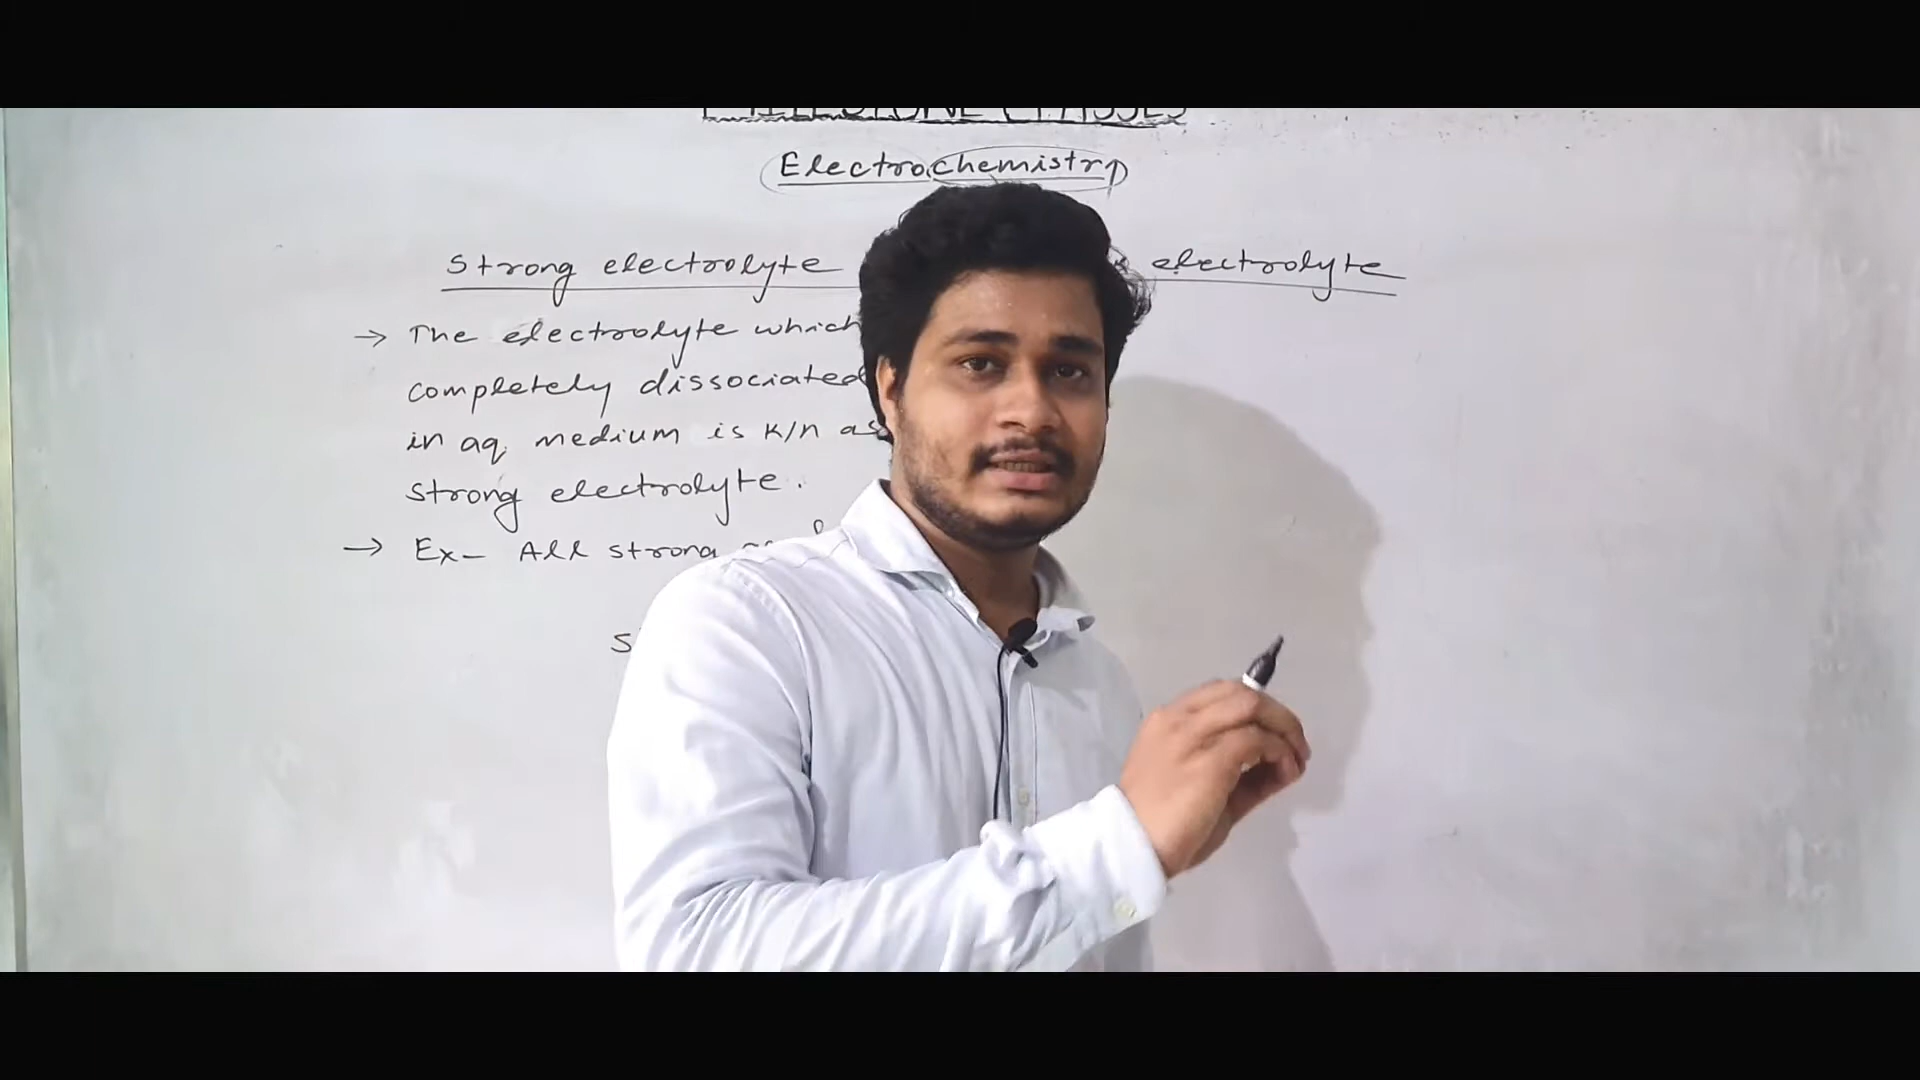 Electrochemistry
Strong electrolyte electrolyte
→ The electrolyte which
completely dissociated
in aq medium is k/n as
strong electrolyte.
→ Ex- All strong